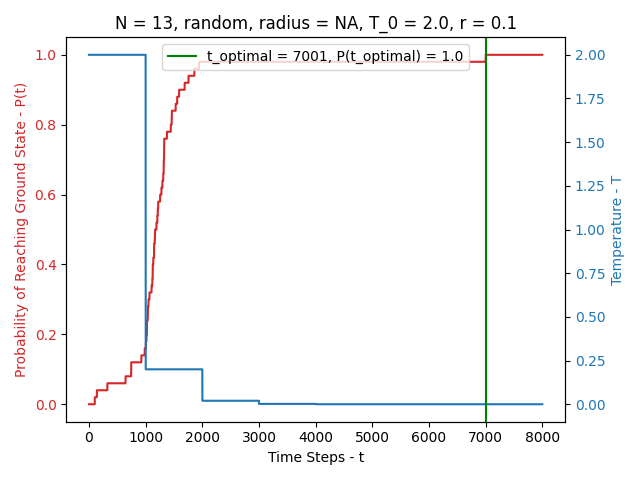 N = 13, random, radius = NA, T_0 = 2.0, r = 0.1
t_optimal = 7001, P(t_optimal) = 1.0
Probability of Reaching Ground State - P(t)
1.0
0.8
0.6
0.4
0.2
0.0
2.00
1.75
1.50
1.25
1.00
0.75
0.50
0.25
0.00
Temperature - T
0 1000 2000 3000 4000 5000 6000 7000 8000
Time Steps - t